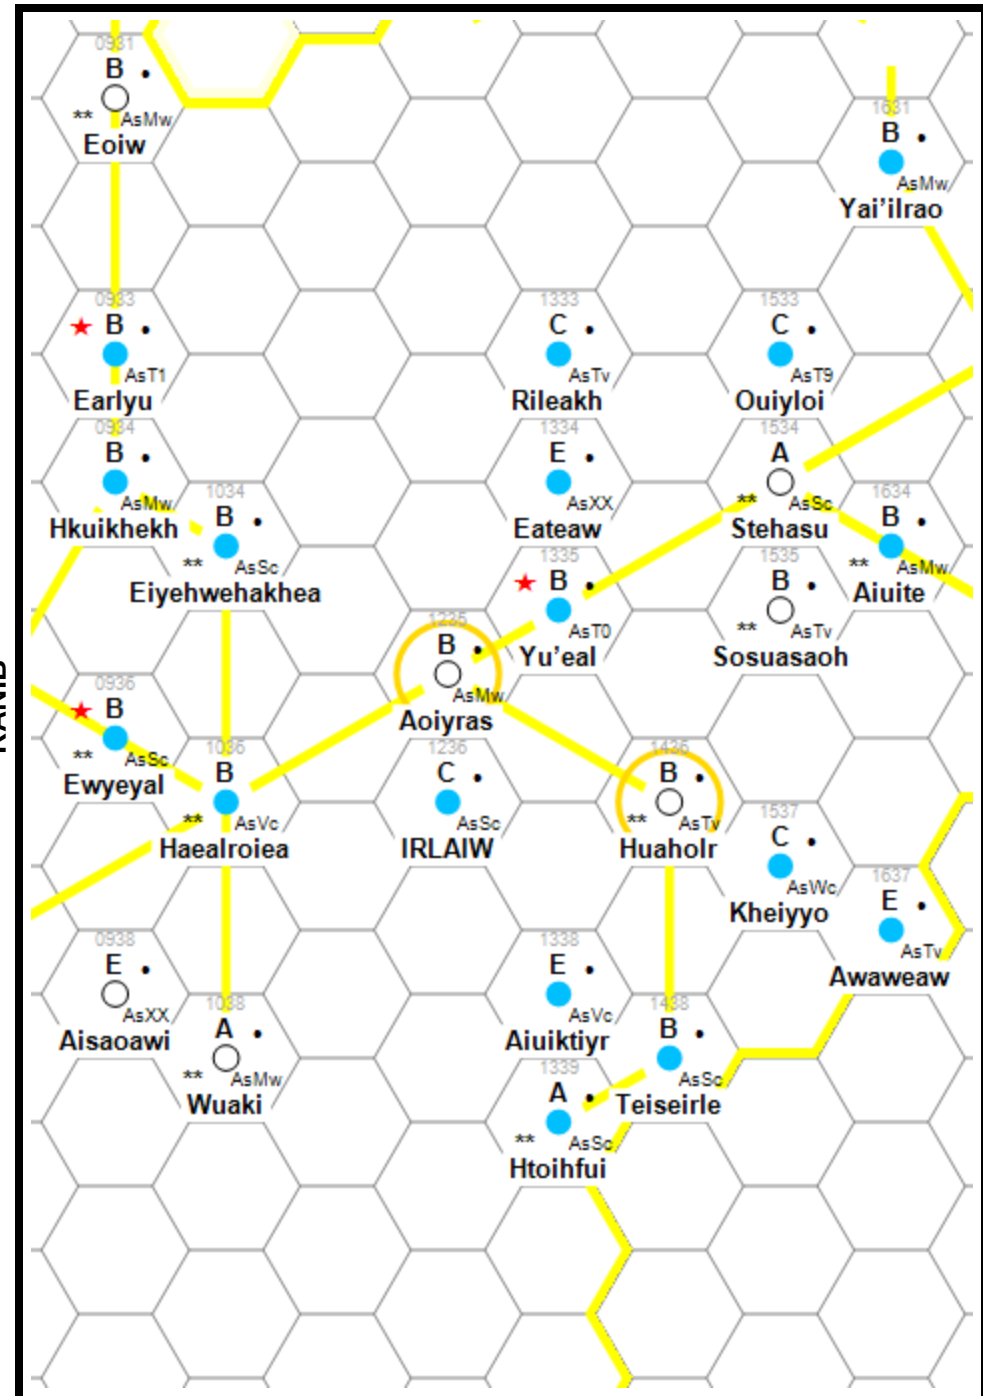 0931
B
**
AsMw
Eoiw
1631
B
AsMw
Yai'ilrao
0933
B
AsT1
Earlyu
1333
C
AsTv
Rileakh
1533
C
AsT9
Ouiyloi
0934
B
AsMw
Hkuikhekh
1334
E
AsXX
Eateaw
1534
A
**
AsSc
Stehasu
1034
B
**
AsSc
Eiyehwehakhea
1634
B
**
AsMw
Aiuite
1335
B
AsT0
Yu'eal
1535
B
**
AsTv
Sosuasaoh
1235
B
AsMw
Aoiyras
0936
B
**
AsSc
Ewyeyal
1036
B
**
AsVc
Haealroiea
1236
C
AsSc
IRLAIW
1436
B
**
AsTv
Huaholr
1537
C
AsWc
Kheiyyo
1637
E
AsTv
Awaweaw
0938
E
AsXX
Aisaoawi
1038
A
**
AsMw
Wuaki
1338
E
AsVc
Aiuiktiyr
1438
B
AsSc
Teiseirle
1339
A
**
AsSc
Htoihfui